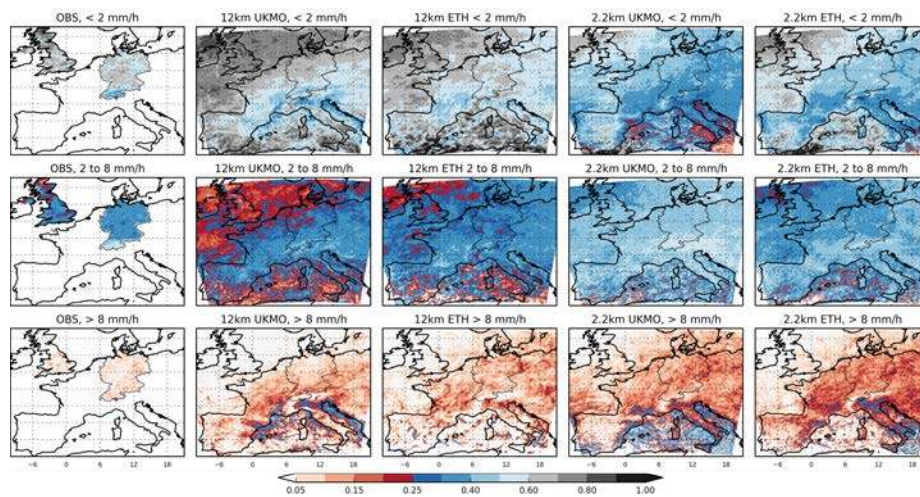 OBS, < 2 mm/h
12km UKMO, < 2 mm/h
12km ETH < 2 mm/h
2.2km UKMO, < 2 mm/h
2.2km ETH, < 2 mm/h
OBS, 2 to 8 mm/h
12km UKMO, 2 to 8 mm/h
12km ETH 2 to 8 mm/h
2.2km UKMO, 2 to 8 mm/h
2.2km ETH, 2 to 8 mm/h
OBS, > 8 mm/h
12km UKMO, > 8 mm/h
12km ETH > 8 mm/h
2.2km UKMO, > 8 mm/h
2.2km ETH, > 8 mm/h
−6 0 6 12 18
−6 0 6 12 18
−6 0 6 12 18
−6 0 6 12 18
−6 0 6 12 18
0.05 0.15 0.25 0.40 0.60 0.80 1.00